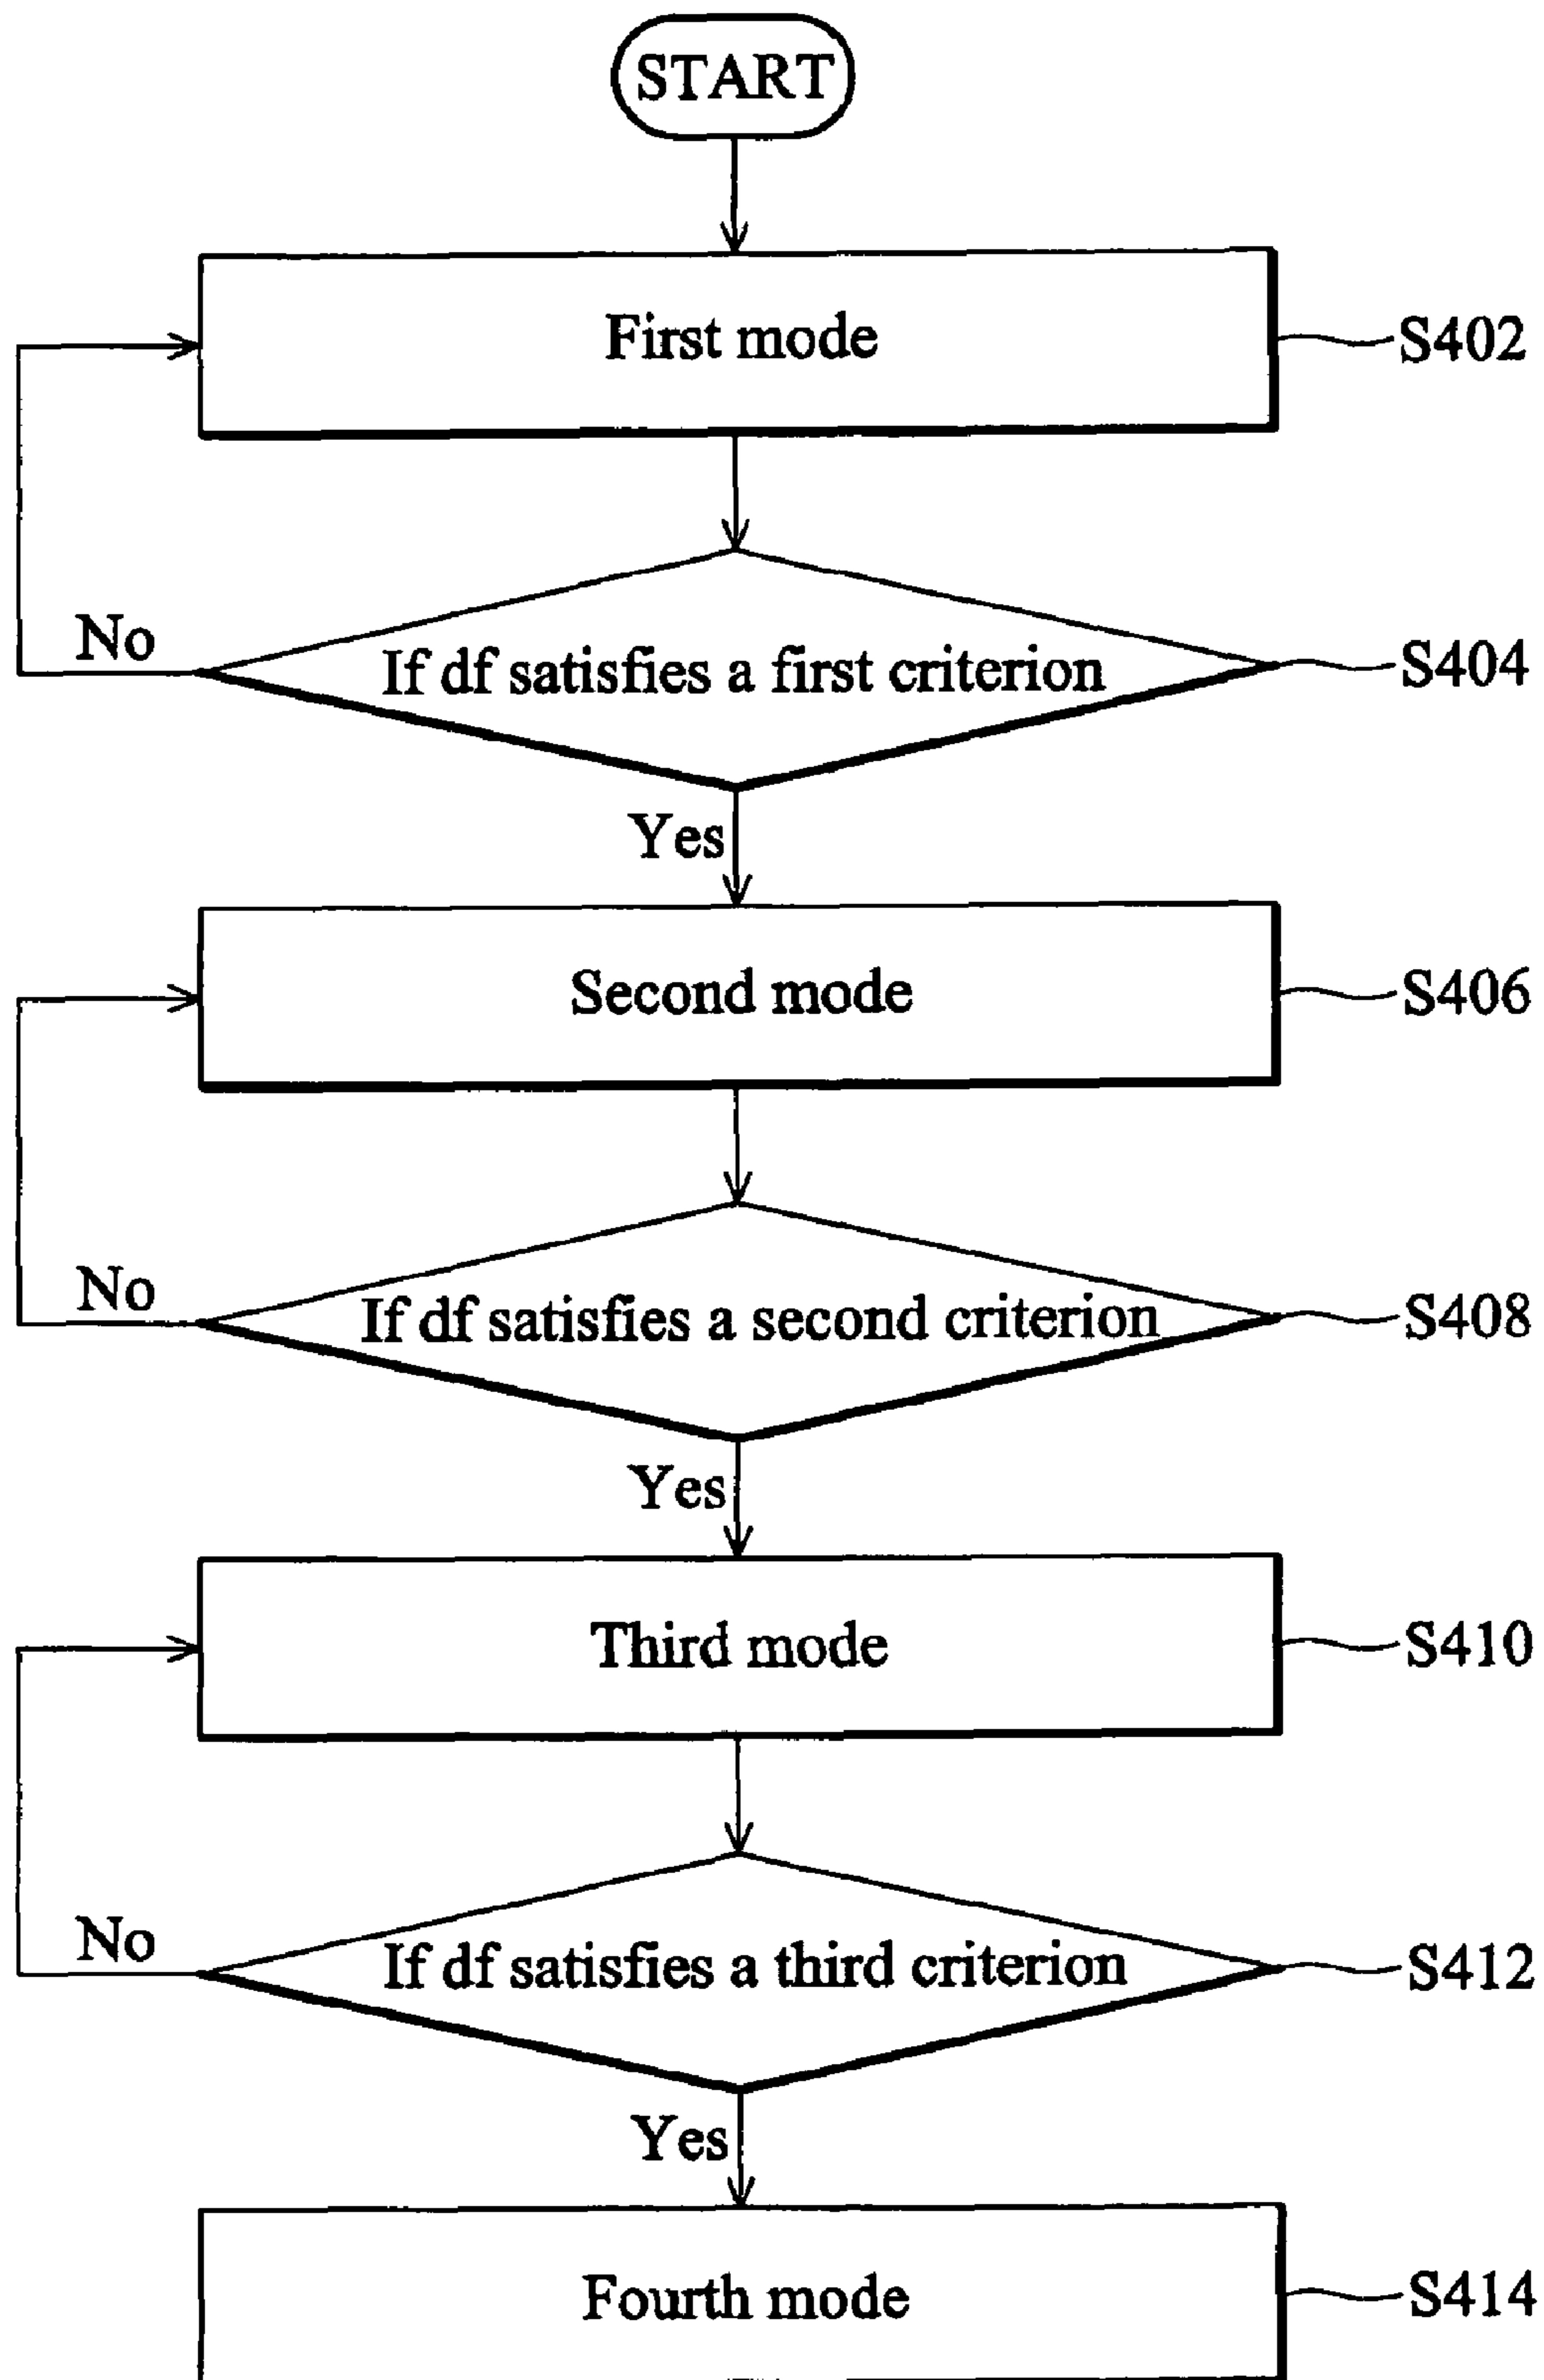 START
First mode
S402
No
If df satisfies a first criterion
S404
Yes
Second mode
S406
No
If df satisfies a second criterion
S408
Yes
Third mode
S410
No
If df satisfies a third criterion
S412
Yes
Fourth mode
S414